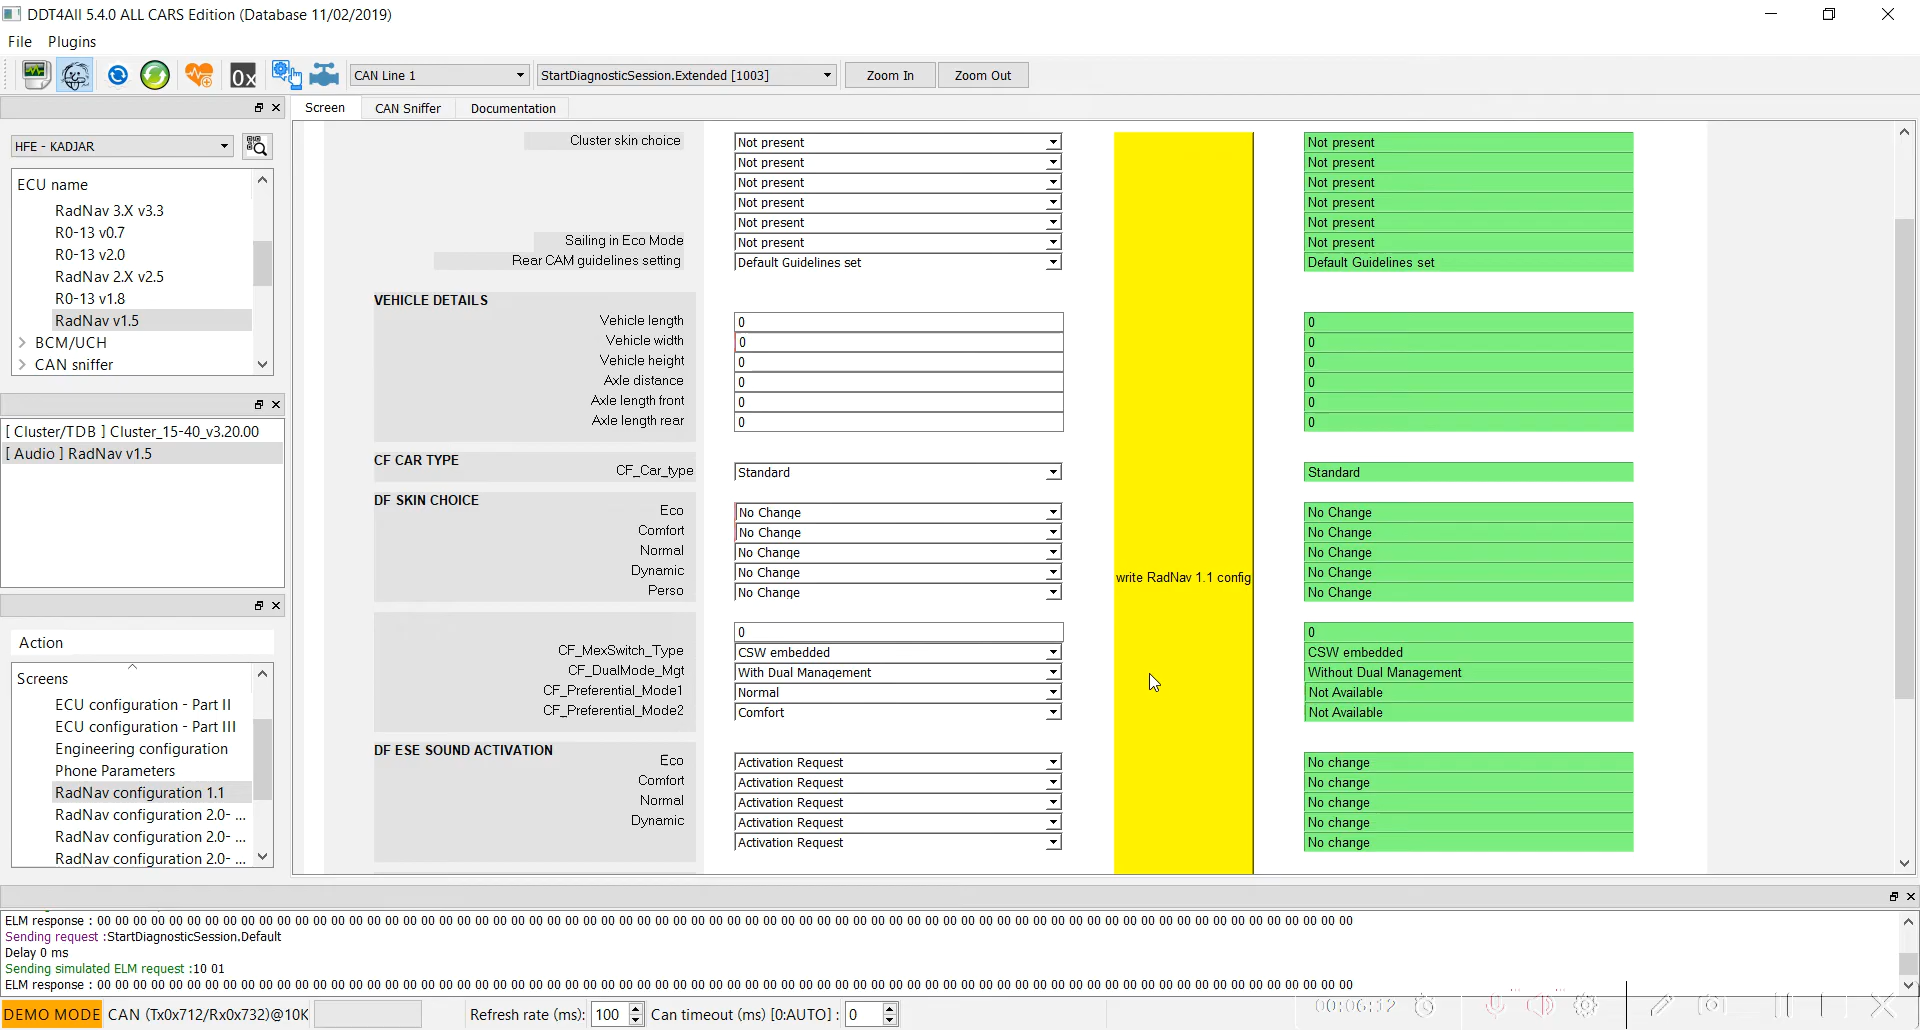 DDT4All 5.4.0 ALL CARS Edition (Database 11/02/2019)
File Plugins
0x CAN Line 1 StartDiagnosticSession.Extended [1003] Zoom In Zoom Out
Screen CAN Sniffer Documentation
HFE - KADJAR
ECU name
RadNav 3.X v3.3
R0-13 v0.7
R0-13 v2.0
RadNav 2.X v2.5
R0-13 v1.8
RadNav v1.5
BCM/UCH
CAN sniffer
[ Cluster/TDB ] Cluster_15-40_v3.20.00
[ Audio ] RadNav v1.5
Action
Screens
ECU configuration - Part II
ECU configuration - Part III
Engineering configuration
Phone Parameters
RadNav configuration 1.1
RadNav configuration 2.0- ...
RadNav configuration 2.0- ...
RadNav configuration 2.0- ...
Cluster skin choice Not present Not present
Not present Not present
Not present Not present
Not present Not present
Not present Not present
Sailing in Eco Mode Not present Not present
Rear CAM guidelines setting Default Guidelines set Default Guidelines set
VEHICLE DETAILS
Vehicle length 0 0
Vehicle width 0 0
Vehicle height 0 0
Axle distance 0 0
Axle length front 0 0
Axle length rear 0 0
CF CAR TYPE
CF_Car_type Standard Standard
DF SKIN CHOICE
Eco No Change No Change
Comfort No Change No Change
Normal No Change No Change
Dynamic No Change No Change
write RadNav 1.1 config
Perso No Change No Change
0 0
CF_MexSwitch_Type CSW embedded CSW embedded
CF_DualMode_Mgt With Dual Management Without Dual Management
CF_Preferential_Mode1 Normal Not Available
CF_Preferential_Mode2 Comfort Not Available
DF ESE SOUND ACTIVATION
Eco Activation Request No change
Comfort Activation Request No change
Normal Activation Request No change
Dynamic Activation Request No change
Activation Request No change
ELM response : 00 00 00 00 00 00 00 00 00 00 00 00 00 00 00 00 00 00 00 00 00 00 00 00 00 00 00 00 00 00 00 00 00 00 00 00 00 00 00 00 00 00 00 00 00 00 00 00 00 00 00 00 00 00 00 00 00 00 00 00 00 00 00 00 00 00 00 00 00 00
Sending request :StartDiagnosticSession.Default
Delay 0 ms
Sending simulated ELM request :10 01
ELM response : 00 00 00 00 00 00 00 00 00 00 00 00 00 00 00 00 00 00 00 00 00 00 00 00 00 00 00 00 00 00 00 00 00 00 00 00 00 00 00 00 00 00 00 00 00 00 00 00 00 00 00 00 00 00 00 00 00 00 00 00 00 00 00 00 00 00 00 00 00 00
DEMO MODE CAN (Tx0x712/Rx0x732)@10K Refresh rate (ms): 100 Can timeout (ms) [0:AUTO] : 0 00:06:12